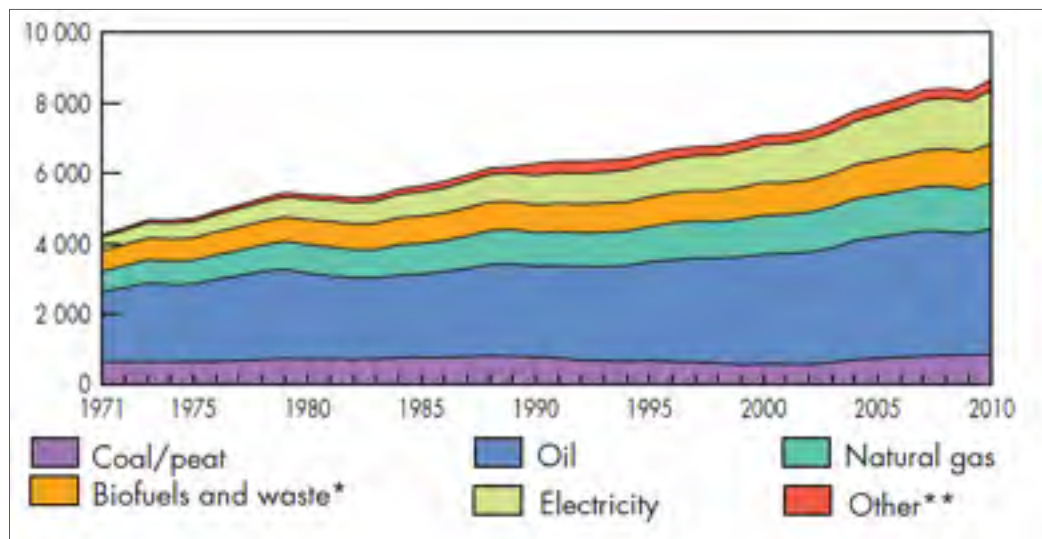 10 000
8 000
6 000
4 000
2 000
0
1971 1975 1980 1985 1990 1995 2000 2005 2010
Coal/peat Oil Natural gas
Biofuels and waste* Electricity Other**